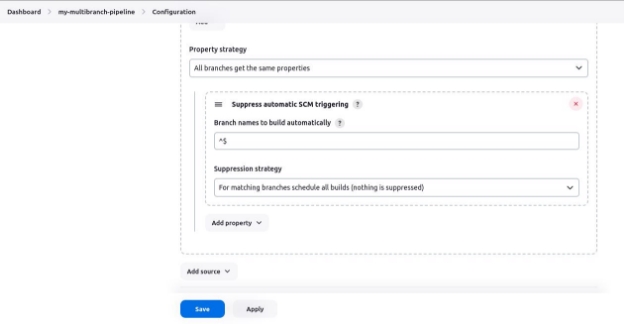 Dashboard > my-multibranch-pipeline > Configuration
Add
Property strategy
All branches get the same properties
Suppress automatic SCM triggering ?
Branch names to build automatically ?
^$
Suppression strategy
For matching branches schedule all builds (nothing is suppressed)
Add property
Add source
Save Apply